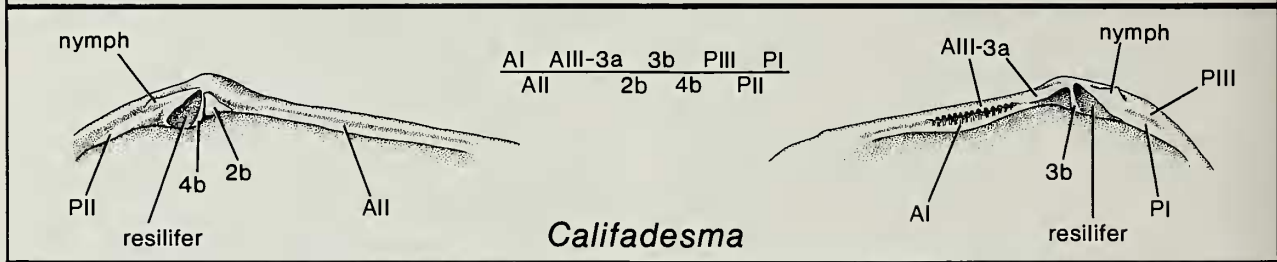 nymph
PII
resilifer
4b
2b
AII
AI AIII-3a 3b PIII PI
AII 2b 4b PII
Califadesma
AIII-3a
nymph
PIII
AI
3b
resilifer
PI